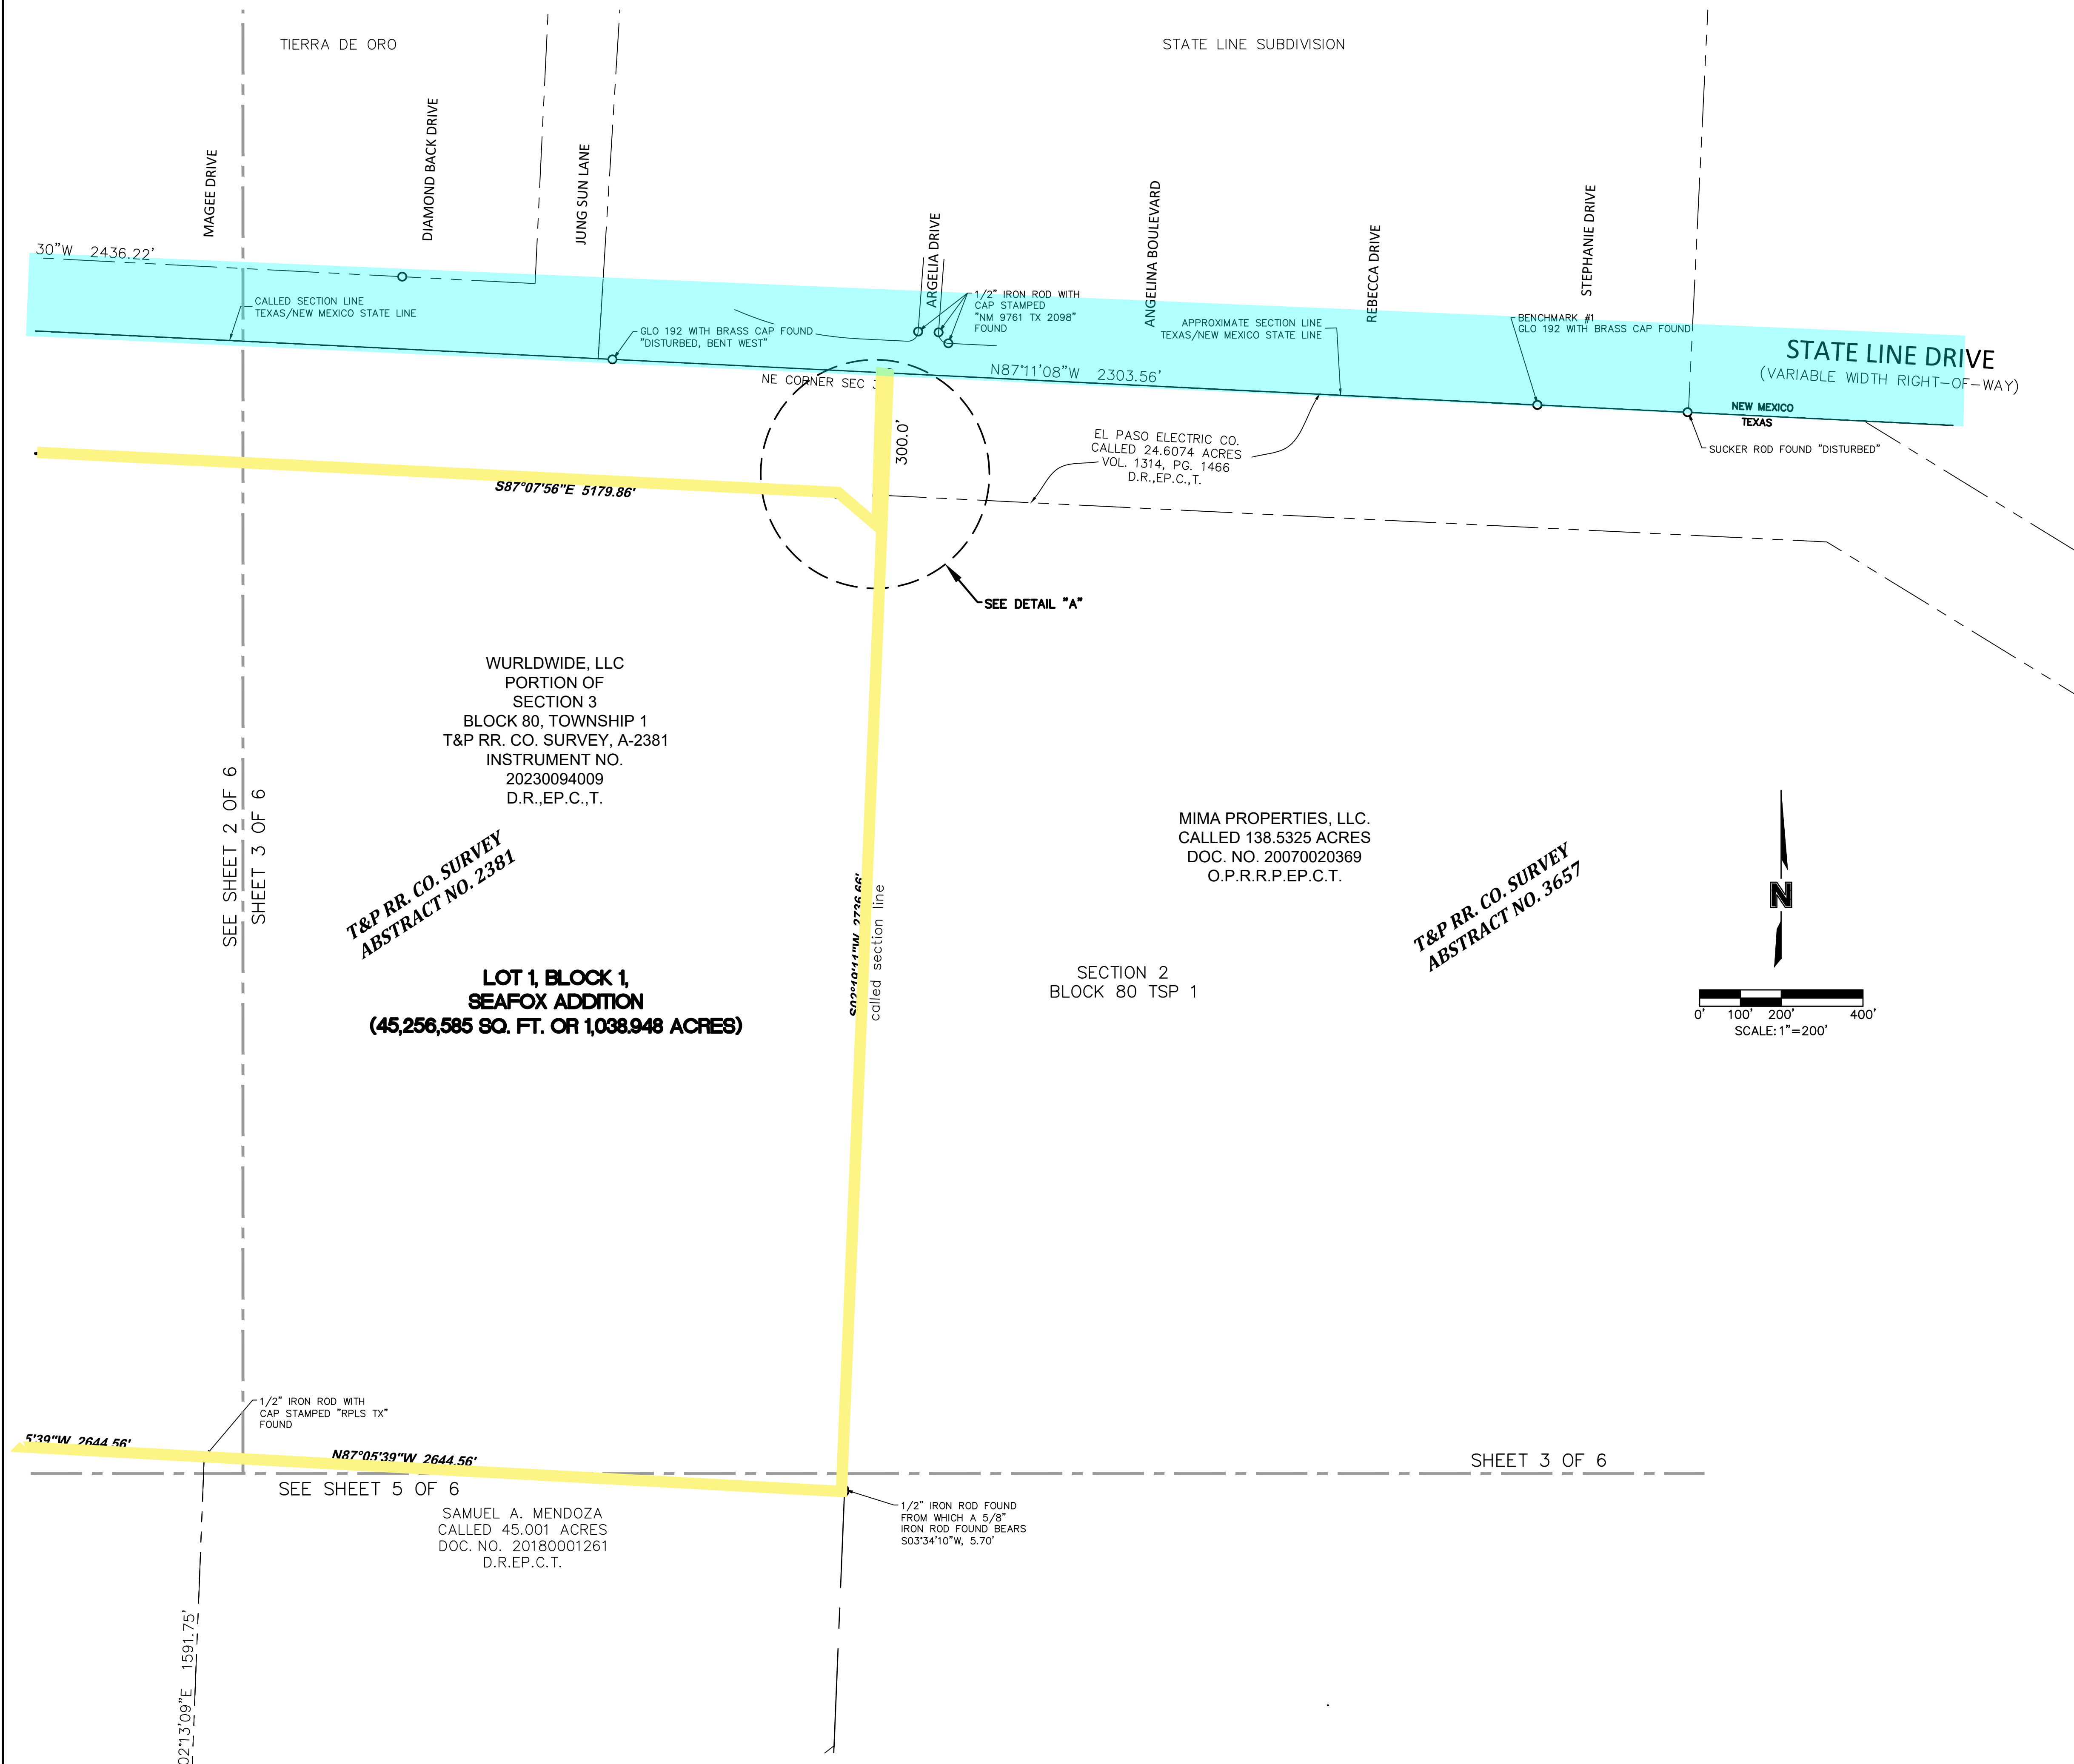 TIERRA DE ORO
STATE LINE SUBDIVISION
MAGEE DRIVE
DIAMOND BACK DRIVE
JUNG SUN LANE
ARGELIA DRIVE
ANGELINA BOULEVARD
REBECCA DRIVE
STEPHANIE DRIVE
30"W 2436.22'
CALLED SECTION LINE
TEXAS/NEW MEXICO STATE LINE
GLO 192 WITH BRASS CAP FOUND
"DISTURBED, BENT WEST"
1/2" IRON ROD WITH
CAP STAMPED
"NM 9761 TX 2098"
FOUND
APPROXIMATE SECTION LINE
TEXAS/NEW MEXICO STATE LINE
BENCHMARK #1
GLO 192 WITH BRASS CAP FOUND
STATE LINE DRIVE
(VARIABLE WIDTH RIGHT-OF-WAY)
NE CORNER SEC
N87°11'08"W 2303.56'
NEW MEXICO
TEXAS
SUCKER ROD FOUND "DISTURBED"
300.0'
EL PASO ELECTRIC CO.
CALLED 24.6074 ACRES
VOL. 1314, PG. 1466
D.R.,EP.C.,T.
S87°07'56"E 5179.86'
SEE DETAIL "A"
WURLDWIDE, LLC
PORTION OF
SECTION 3
BLOCK 80, TOWNSHIP 1
T&P RR. CO. SURVEY, A-2381
INSTRUMENT NO.
20230094009
D.R.,EP.C.,T.
SEE SHEET 2 OF 6
SHEET 3 OF 6
T&P RR. CO. SURVEY
ABSTRACT NO. 2381
LOT 1, BLOCK 1,
SEAFOX ADDITION
(45,256,585 SQ. FT. OR 1,038.948 ACRES)
S02°19'11"W 2736.66'
called section line
MIMA PROPERTIES, LLC.
CALLED 138.5325 ACRES
DOC. NO. 20070020369
O.P.R.R.P.EP.C.T.
SECTION 2
BLOCK 80 TSP 1
T&P RR. CO. SURVEY
ABSTRACT NO. 3657
N
0' 100' 200' 400'
SCALE: 1"=200'
1/2" IRON ROD WITH
CAP STAMPED "RPLS TX"
FOUND
5'39"W 2644.56'
N87°05'39"W 2644.56'
SHEET 3 OF 6
SEE SHEET 5 OF 6
SAMUEL A. MENDOZA
CALLED 45.001 ACRES
DOC. NO. 20180001261
D.R.EP.C.T.
1/2" IRON ROD FOUND
FROM WHICH A 5/8"
IRON ROD FOUND BEARS
S03°34'10"W, 5.70'
02°13'09"E 1591.75'